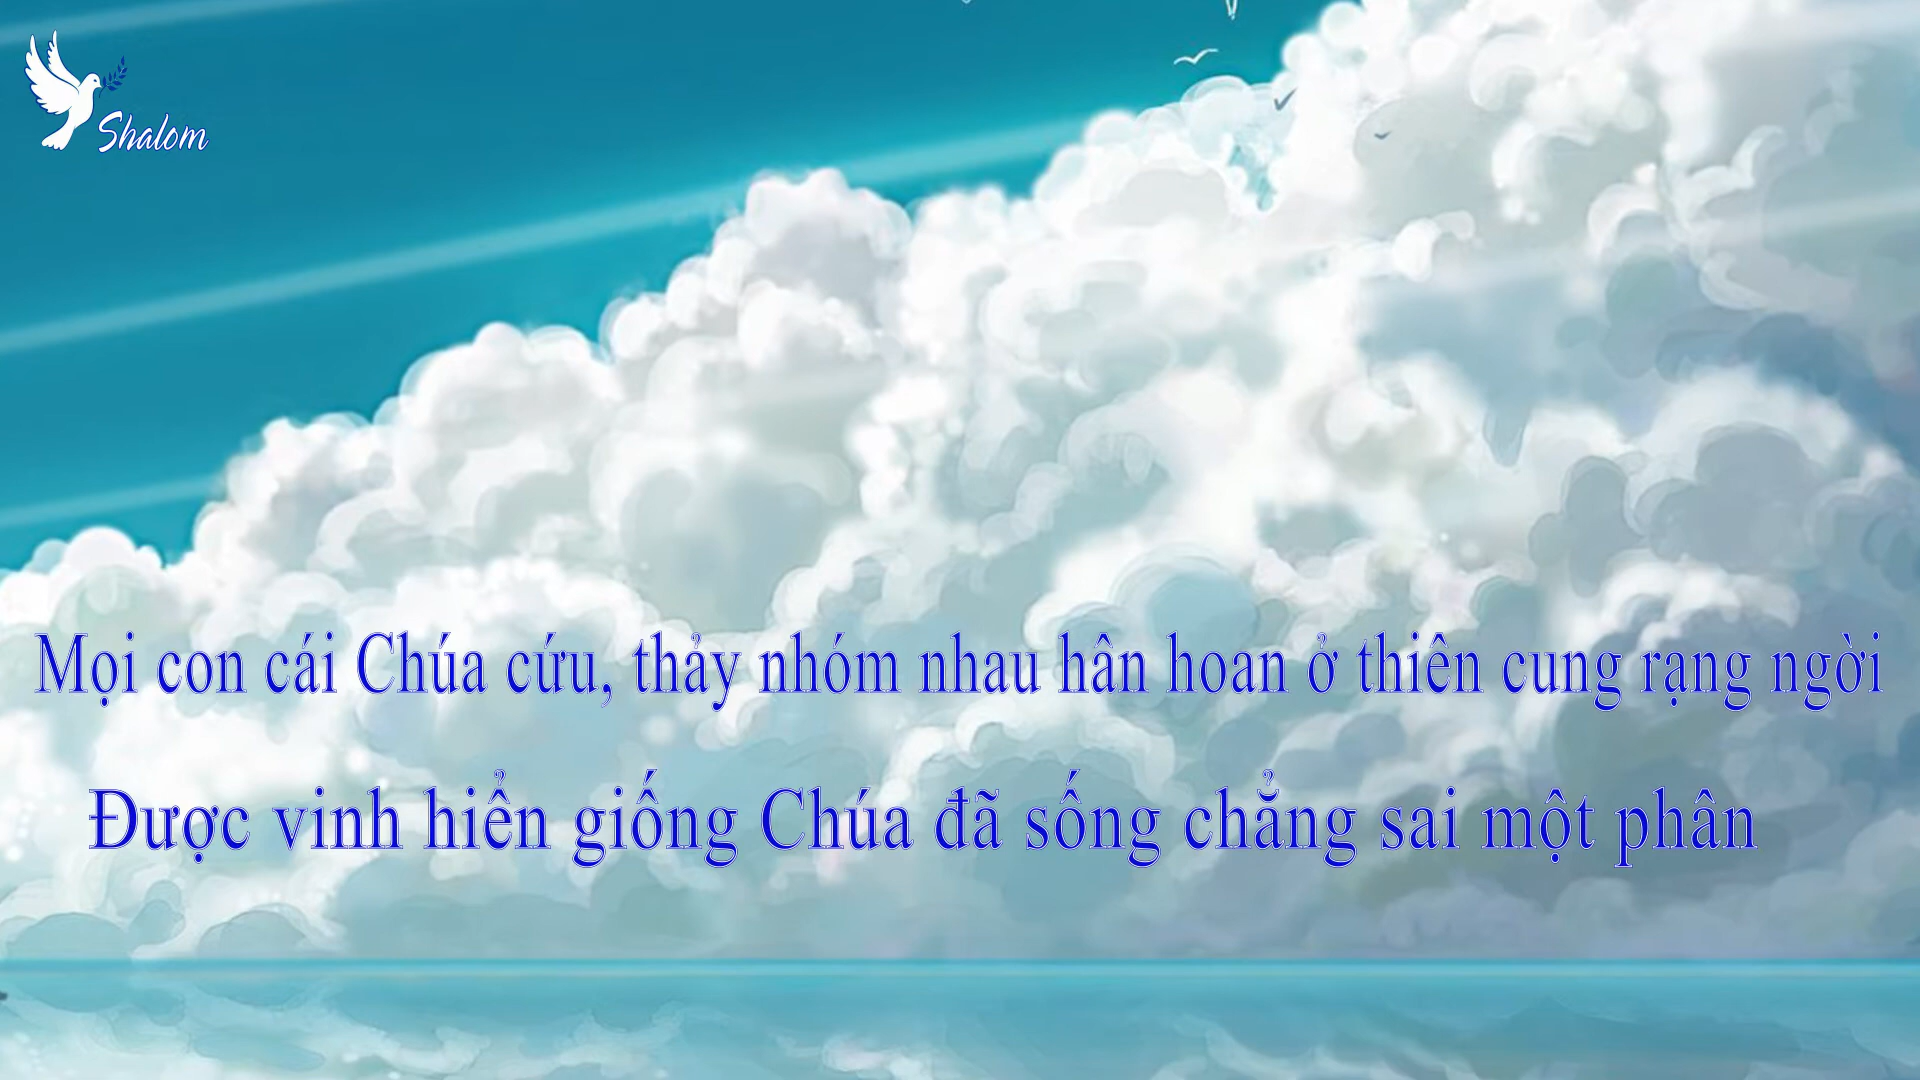 Shalom
Mọi con cái Chúa cứu, thảy nhóm nhau hân hoan ở thiên cung rạng ngời
Được vinh hiển giống Chúa đã sống chẳng sai một phân